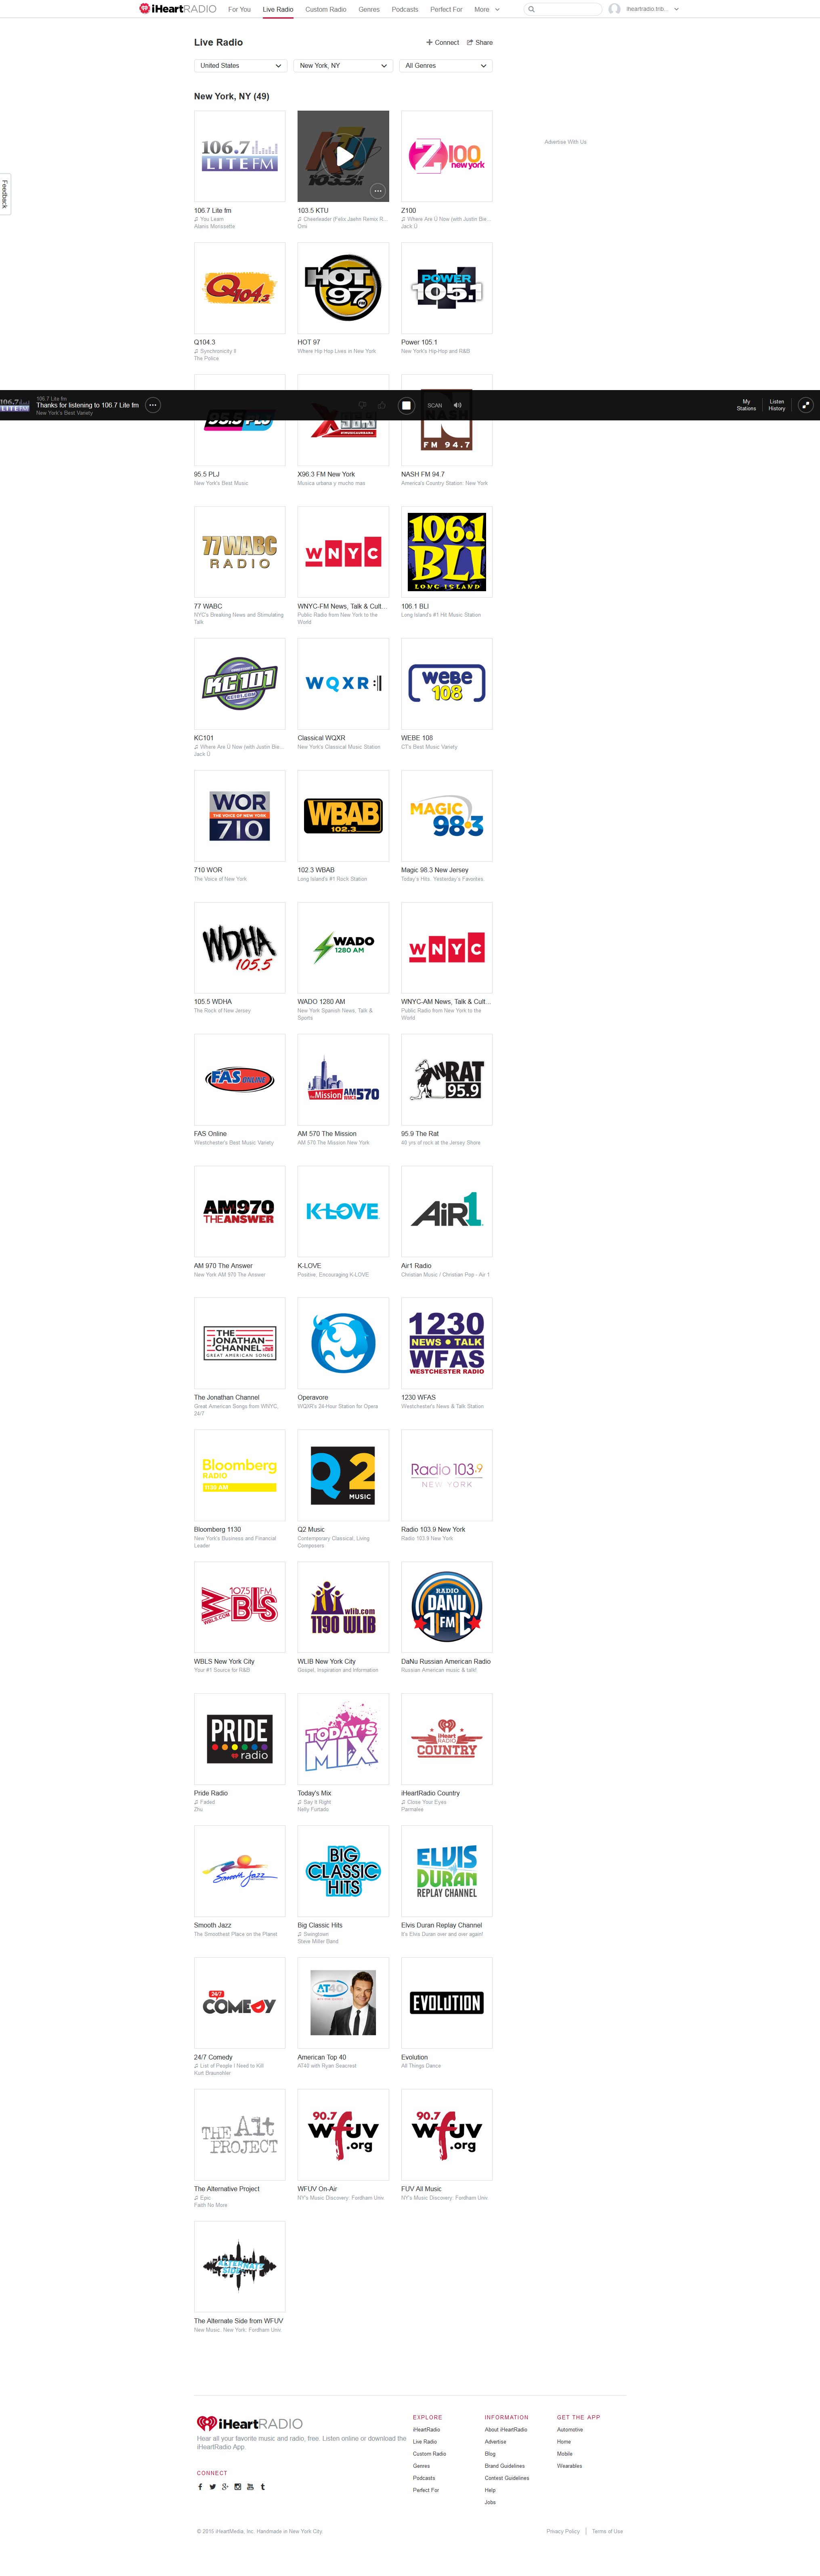 iHeartRADIO
For You
Live Radio
Custom Radio
Genres
Podcasts
Perfect For
More
Live Radio
Connect
Share
United States
New York, NY
All Genres
New York, NY (49)
Advertise With Us
Feedback
106.7 LITE FM
KTU 103.5 FM
Z100 new york
106.7 Lite fm
You Learn
Alanis Morissette
103.5 KTU
Cheerleader (Felix Jaehn Remix R...
Omi
Z100
Where Are Ü Now (with Justin Bie...
Jack Ü
Q104.3
HOT 97 FM
POWER 105.1
Q104.3
Synchronicity II
The Police
HOT 97
Where Hip Hop Lives in New York
Power 105.1
New York's Hip-Hop and R&B
106.7 Lite fm
Thanks for listening to 106.7 Lite fm
New York's Best Variety
SCAN
My Stations
Listen History
95.5 PLJ
NASH
FM 94.7
95.5 PLJ
New York's Best Music
X96.3 FM New York
Musica urbana y mucho mas
NASH FM 94.7
America's Country Station: New York
77WABC RADIO
WNYC
106.1 BLI LONG ISLAND
77 WABC
NYC's Breaking News and Stimulating
Talk
WNYC-FM News, Talk & Cult...
Public Radio from New York to the
World
106.1 BLI
Long Island's #1 Hit Music Station
KC101
WQXR
WEBE 108
KC101
Where Are Ü Now (with Justin Bie...
Jack Ü
Classical WQXR
New York's Classical Music Station
WEBE 108
CT's Best Music Variety
WOR
THE VOICE OF NEW YORK
710
WBAB 102.3
MAGIC 98.3
710 WOR
The Voice of New York
102.3 WBAB
Long Island's #1 Rock Station
Magic 98.3 New Jersey
Today's Hits, Yesterday's Favorites
WDHA 105.5
WADO 1280 AM
WNYC
105.5 WDHA
The Rock of New Jersey
WADO 1280 AM
New York Spanish News, Talk &
Sports
WNYC-AM News, Talk & Cult...
Public Radio from New York to the
World
FAS ONLINE
The Mission AM 570
WRAT 95.9
FAS Online
Westchester's Best Music Variety
AM 570 The Mission
AM 570 The Mission New York
95.9 The Rat
40 yrs of rock at the Jersey Shore
AM970 THE ANSWER
K-LOVE
AiR1
AM 970 The Answer
New York AM 970 The Answer
K-LOVE
Positive, Encouraging K-LOVE
Air1 Radio
Christian Music / Christian Pop - Air 1
THE JONATHAN CHANNEL
GREAT AMERICAN SONGS
1230 NEWS • TALK WFAS WESTCHESTER RADIO
The Jonathan Channel
Great American Songs from WNYC,
24/7
Operavore
WQXR's 24-Hour Station for Opera
1230 WFAS
Westchester's News & Talk Station
Bloomberg RADIO
Q2 MUSIC
Radio 103.9 NEW YORK
Bloomberg 1130
New York's Business and Financial
Leader
Q2 Music
Contemporary Classical, Living
Composers
Radio 103.9 New York
Radio 103.9 New York
107.5 FM WBLS WBLS.COM
wlib.com 1190 WLIB
RADIO DANU FM
WBLS New York City
Your #1 Source for R&B
WLIB New York City
Gospel, Inspiration and Information
DaNu Russian American Radio
Russian American music & talk!
PRIDE radio
TODAY'S MIX
iHeart RADIO COUNTRY
Pride Radio
Faded
Zhu
Today's Mix
Say It Right
Nelly Furtado
iHeartRadio Country
Close Your Eyes
Parmalee
Smooth Jazz
BIG CLASSIC HITS
ELVIS DURAN REPLAY CHANNEL
Smooth Jazz
The Smoothest Place on the Planet
Big Classic Hits
Swingtown
Steve Miller Band
Elvis Duran Replay Channel
It's Elvis Duran over and over again!
24/7 COMEDY
AT40
EVOLUTION
24/7 Comedy
List of People I Need to Kill
Kurt Braunohler
American Top 40
AT40 with Ryan Seacrest
Evolution
All Things Dance
THE Alt PROJECT
90.7 wfuv .org
90.7 wfuv .org
The Alternative Project
Epic
Faith No More
WFUV On-Air
NY's Music Discovery: Fordham Univ
FUV All Music
NY's Music Discovery: Fordham Univ
ALTERNATE SIDE
The Alternate Side from WFUV
New Music. New York: Fordham Univ.
iHeartRADIO
Hear all your favorite music and radio, free. Listen online or download the
iHeartRadio App.
CONNECT
EXPLORE
iHeartRadio
Live Radio
Custom Radio
Genres
Podcasts
Perfect For
INFORMATION
About iHeartRadio
Advertise
Blog
Brand Guidelines
Contest Guidelines
Help
Jobs
GET THE APP
Automotive
Home
Mobile
Wearables
© 2015 iHeartMedia, Inc. Handmade in New York City
Privacy Policy
Terms of Use